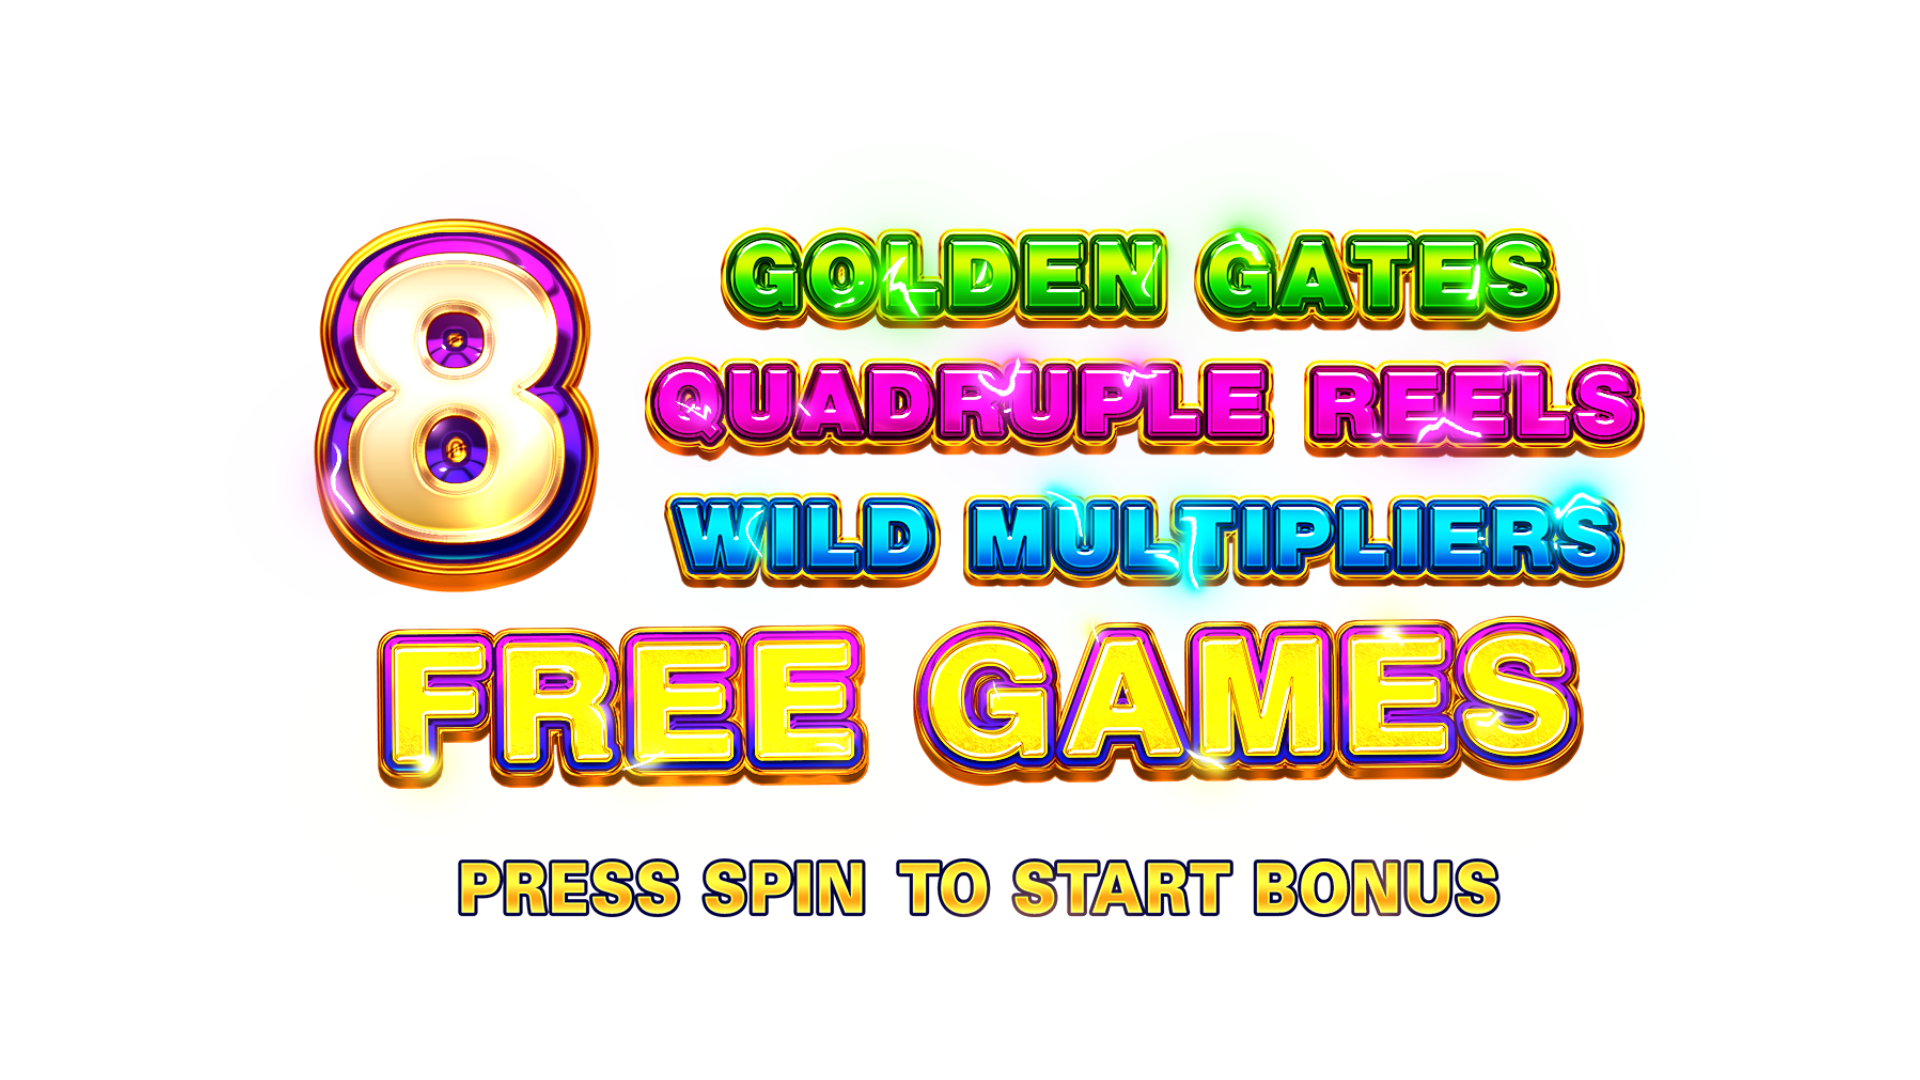 8
GOLDEN GATES
QUADRUPLE REELS
WILD MULTIPLIERS
FREE GAMES
PRESS SPIN TO START BONUS